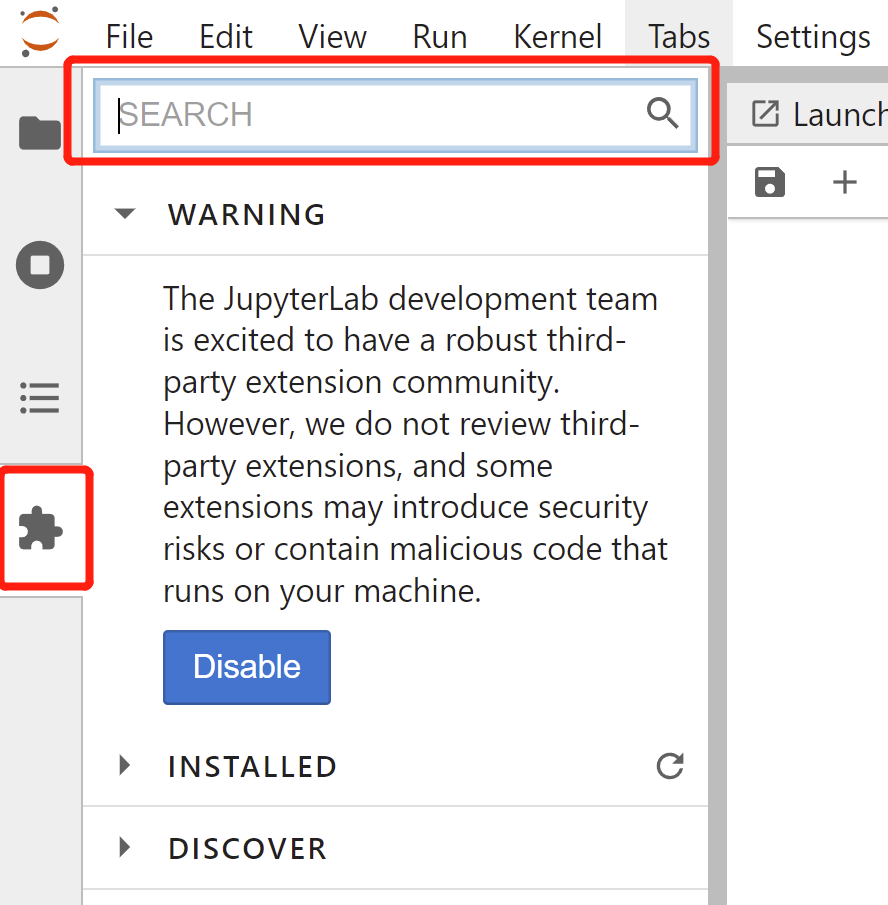 File Edit View Run Kernel Tabs Settings
SEARCH
Launch
WARNING
The JupyterLab development team
is excited to have a robust third-
party extension community.
However, we do not review third-
party extensions, and some
extensions may introduce security
risks or contain malicious code that
runs on your machine.
Disable
INSTALLED
DISCOVER